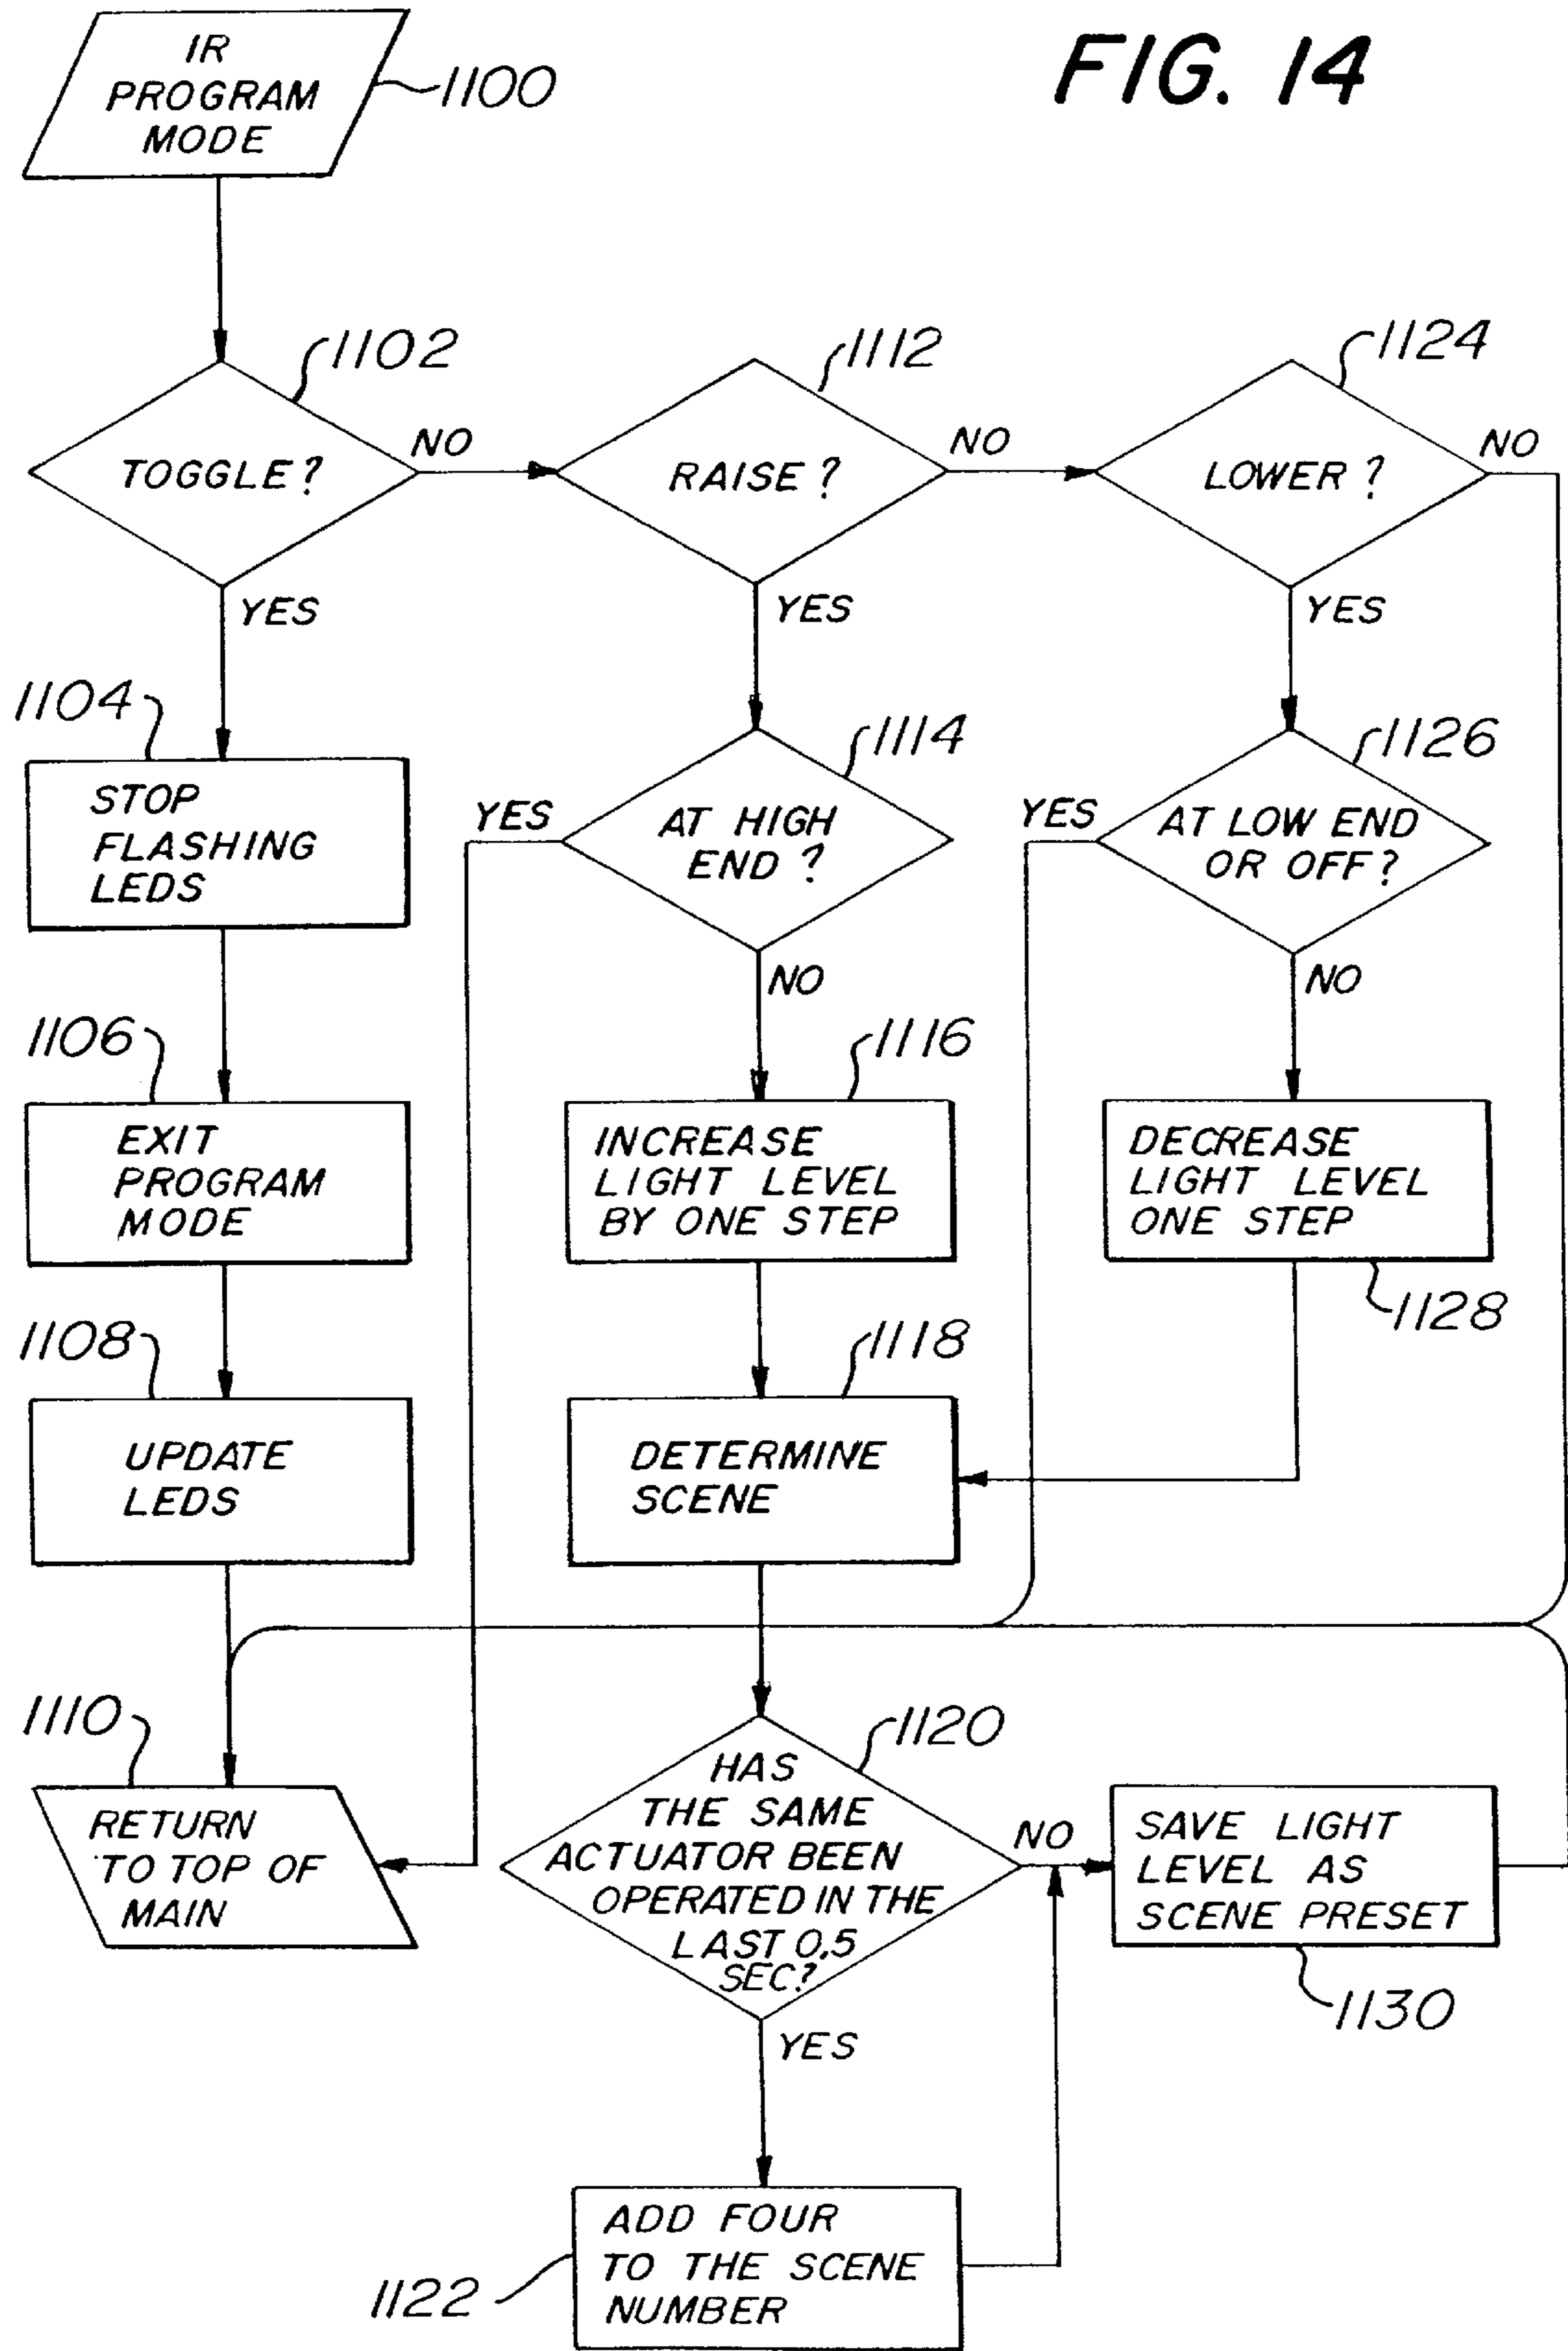 FIG. 14
IR
PROGRAM
MODE
1100
1102
TOGGLE?
NO
YES
1112
RAISE?
NO
YES
1124
LOWER?
NO
YES
1104
STOP
FLASHING
LEDS
1114
AT HIGH
END?
YES
NO
1126
AT LOW END
OR OFF?
YES
NO
1106
EXIT
PROGRAM
MODE
1116
INCREASE
LIGHT LEVEL
BY ONE STEP
DECREASE
LIGHT LEVEL
ONE STEP
1128
1108
UPDATE
LEDS
1118
DETERMINE
SCENE
1110
RETURN
TO TOP OF
MAIN
1120
HAS
THE SAME
ACTUATOR BEEN
OPERATED IN THE
LAST 0.5
SEC?
NO
YES
SAVE LIGHT
LEVEL AS
SCENE PRESET
1130
ADD FOUR
TO THE SCENE
NUMBER
1122